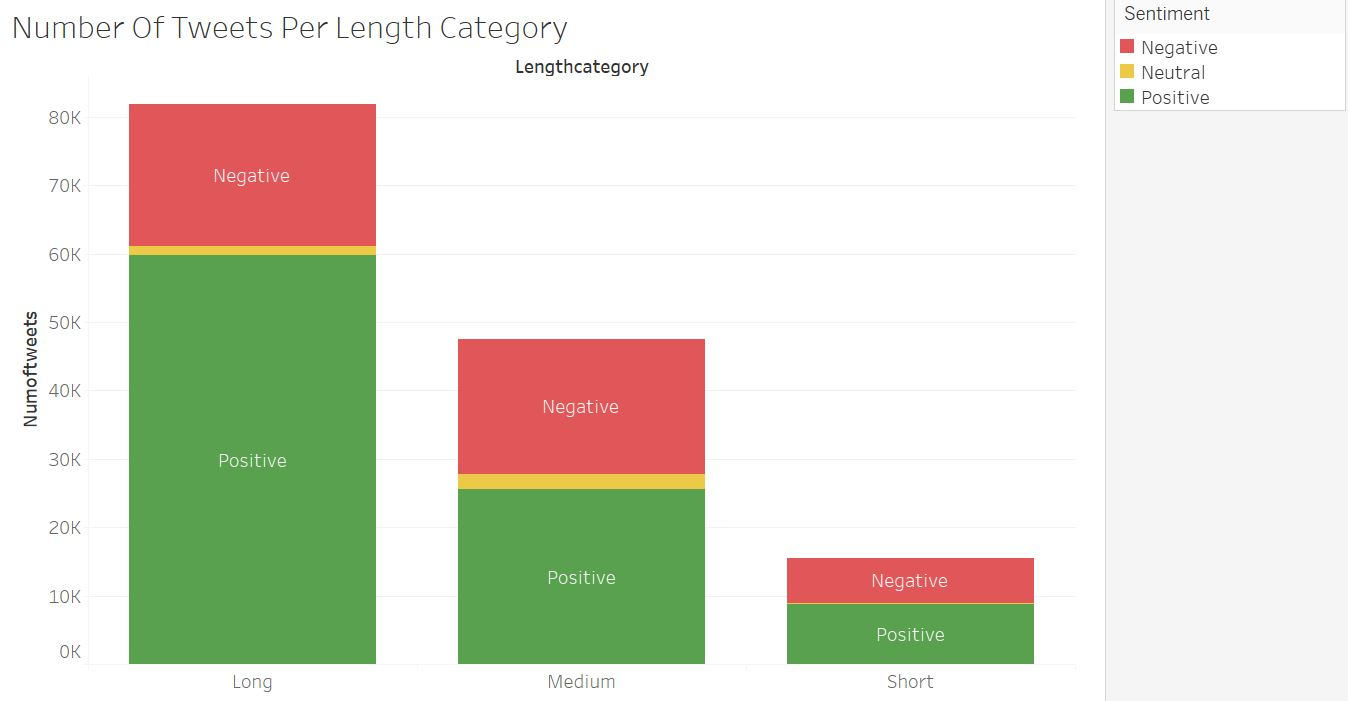 Number Of Tweets Per Length Category
Lengthcategory
Numoftweets
80K
70K
60K
50K
40K
30K
20K
10K
0K
Negative
Positive
Negative
Positive
Negative
Positive
Long
Medium
Short
Sentiment
Negative
Neutral
Positive